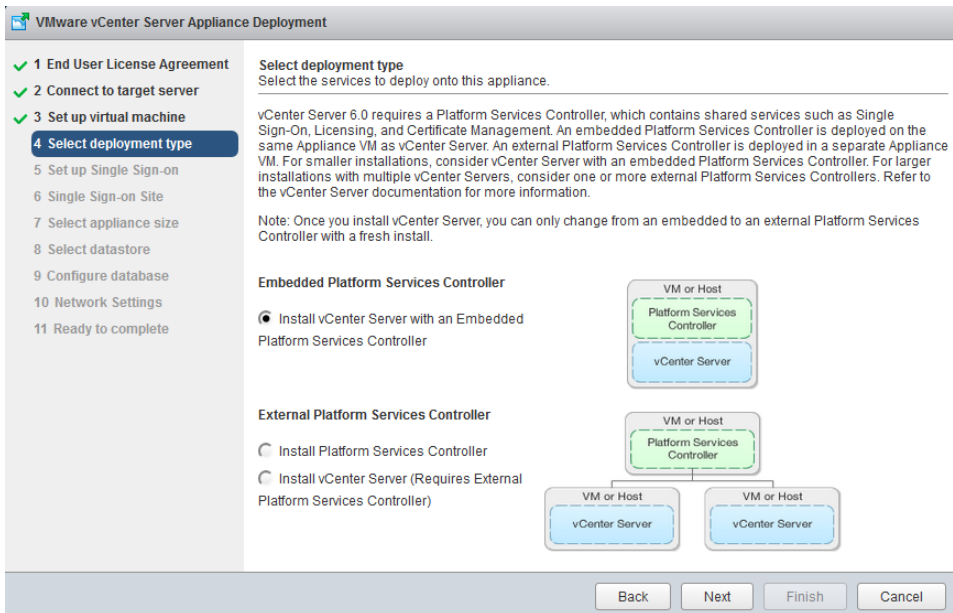 VMware vCenter Server Appliance Deployment
1 End User License Agreement
2 Connect to target server
3 Set up virtual machine
4 Select deployment type
5 Set up Single Sign-on
6 Single Sign-on Site
7 Select appliance size
8 Select datastore
9 Configure database
10 Network Settings
11 Ready to complete
Select deployment type
Select the services to deploy onto this appliance.
vCenter Server 6.0 requires a Platform Services Controller, which contains shared services such as Single
Sign-On, Licensing, and Certificate Management. An embedded Platform Services Controller is deployed on the
same Appliance VM as vCenter Server. An external Platform Services Controller is deployed in a separate Appliance
VM. For smaller installations, consider vCenter Server with an embedded Platform Services Controller. For larger
installations with multiple vCenter Servers, consider one or more external Platform Services Controllers. Refer to
the vCenter Server documentation for more information.
Note: Once you install vCenter Server, you can only change from an embedded to an external Platform Services
Controller with a fresh install.
Embedded Platform Services Controller
Install vCenter Server with an Embedded
Platform Services Controller
VM or Host
Platform Services
Controller
vCenter Server
External Platform Services Controller
Install Platform Services Controller
Install vCenter Server (Requires External
Platform Services Controller)
VM or Host
Platform Services
Controller
VM or Host
vCenter Server
VM or Host
vCenter Server
Back
Next
Finish
Cancel